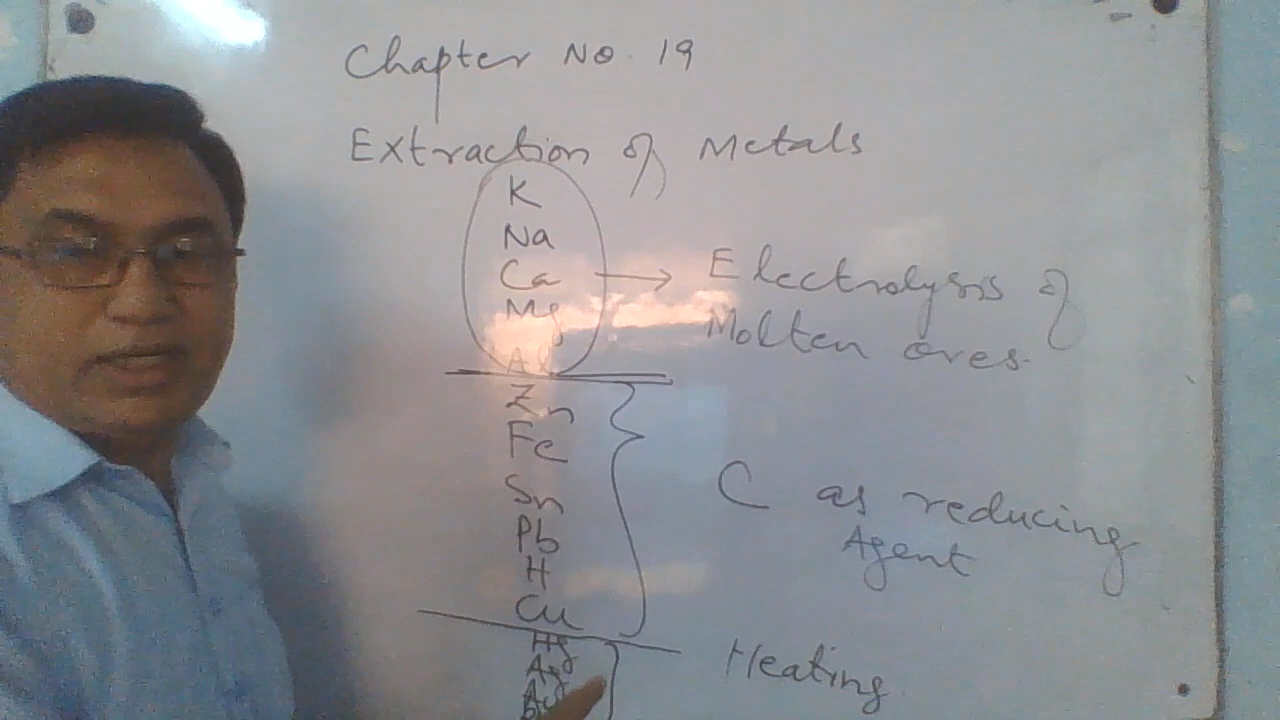 Chapter No. 19
Extraction of Metals
K
Na
Ca
Mg
Al
→ Electrolysis of
Molten ores.
Zn
Fe
Sn
Pb
H
Cu
C as reducing
Agent
Hg
Ag
Heating